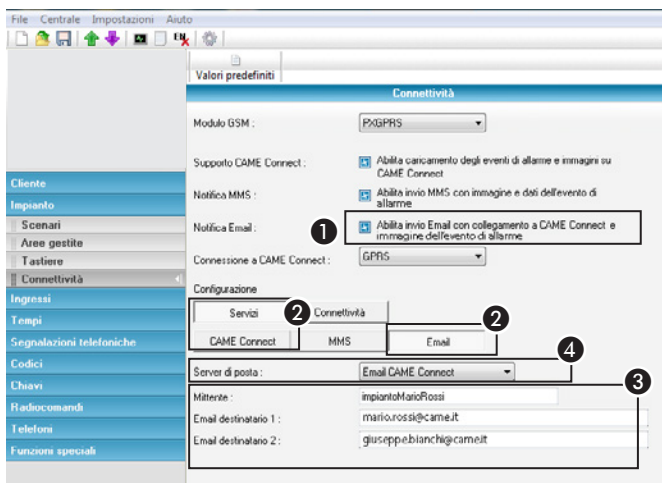 File Centrale Impostazioni Aiuto
Valori predefiniti
Connettività
Modulo GSM : PXGPRS
Supporto CAME Connect : Abilita caricamento degli eventi di allarme e immagini su
CAME Connect
Notifica MMS : Abilita invio MMS con immagine e dati dell'evento di
allarme
Notifica Email : 1 Abilita invio Email con collegamento a CAME Connect e
immagine dell'evento di allarme
Connessione a CAME Connect : GPRS
Configurazione
Servizi 2 Connettività 2
CAME Connect MMS Email
4
Server di posta : Email CAME Connect
3
Mittente : impiantoMarioRossi
Email destinatario 1 : mario.rossi@came.it
Email destinatario 2 : giuseppe.bianchi@came.it
Cliente
Impianto
Scenari
Aree gestite
Tastiere
Connettività
Ingressi
Tempi
Segnalazioni telefoniche
Codici
Chiavi
Radiocomandi
Telefoni
Funzioni speciali